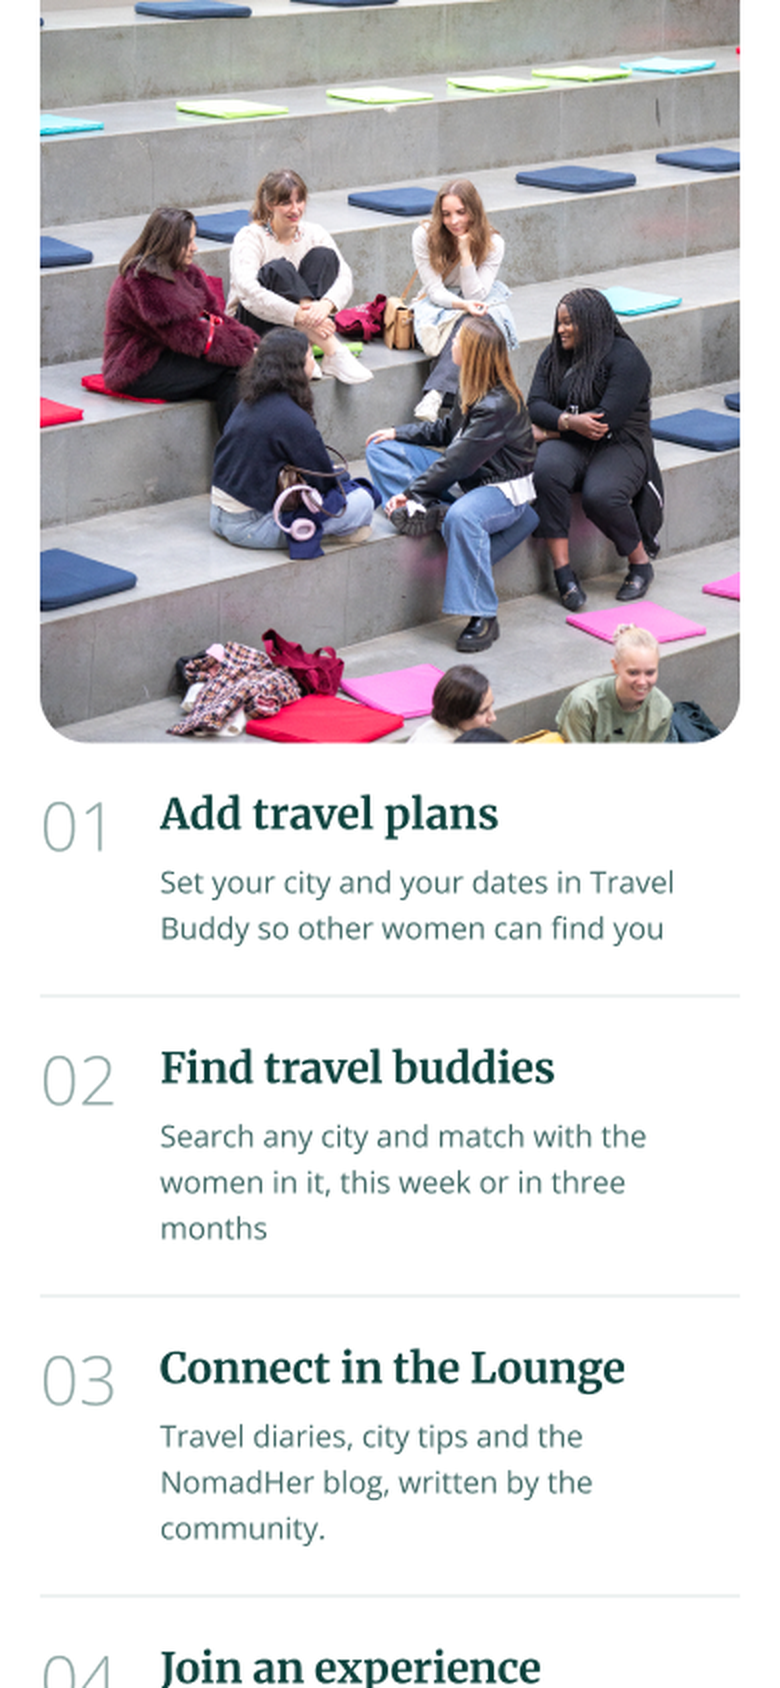 01
Add travel plans
Set your city and your dates in Travel
Buddy so other women can find you
02
Find travel buddies
Search any city and match with the
women in it, this week or in three
months
03
Connect in the Lounge
Travel diaries, city tips and the
NomadHer blog, written by the
community.
04
Join an experience